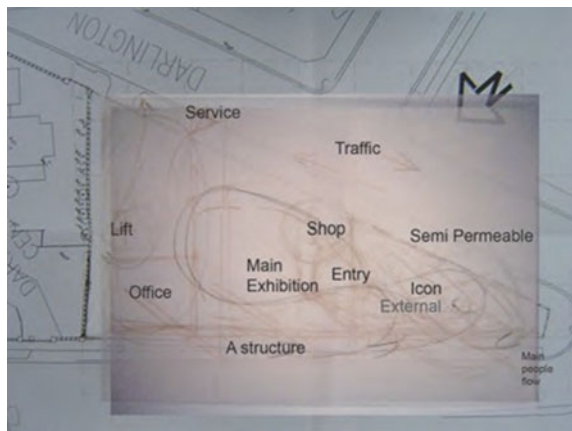 DARLINGTON
Service
Traffic
Lift
Shop
Semi Permeable
Main
Exhibition
Entry
Office
Icon
External
A structure
Main
people
flow